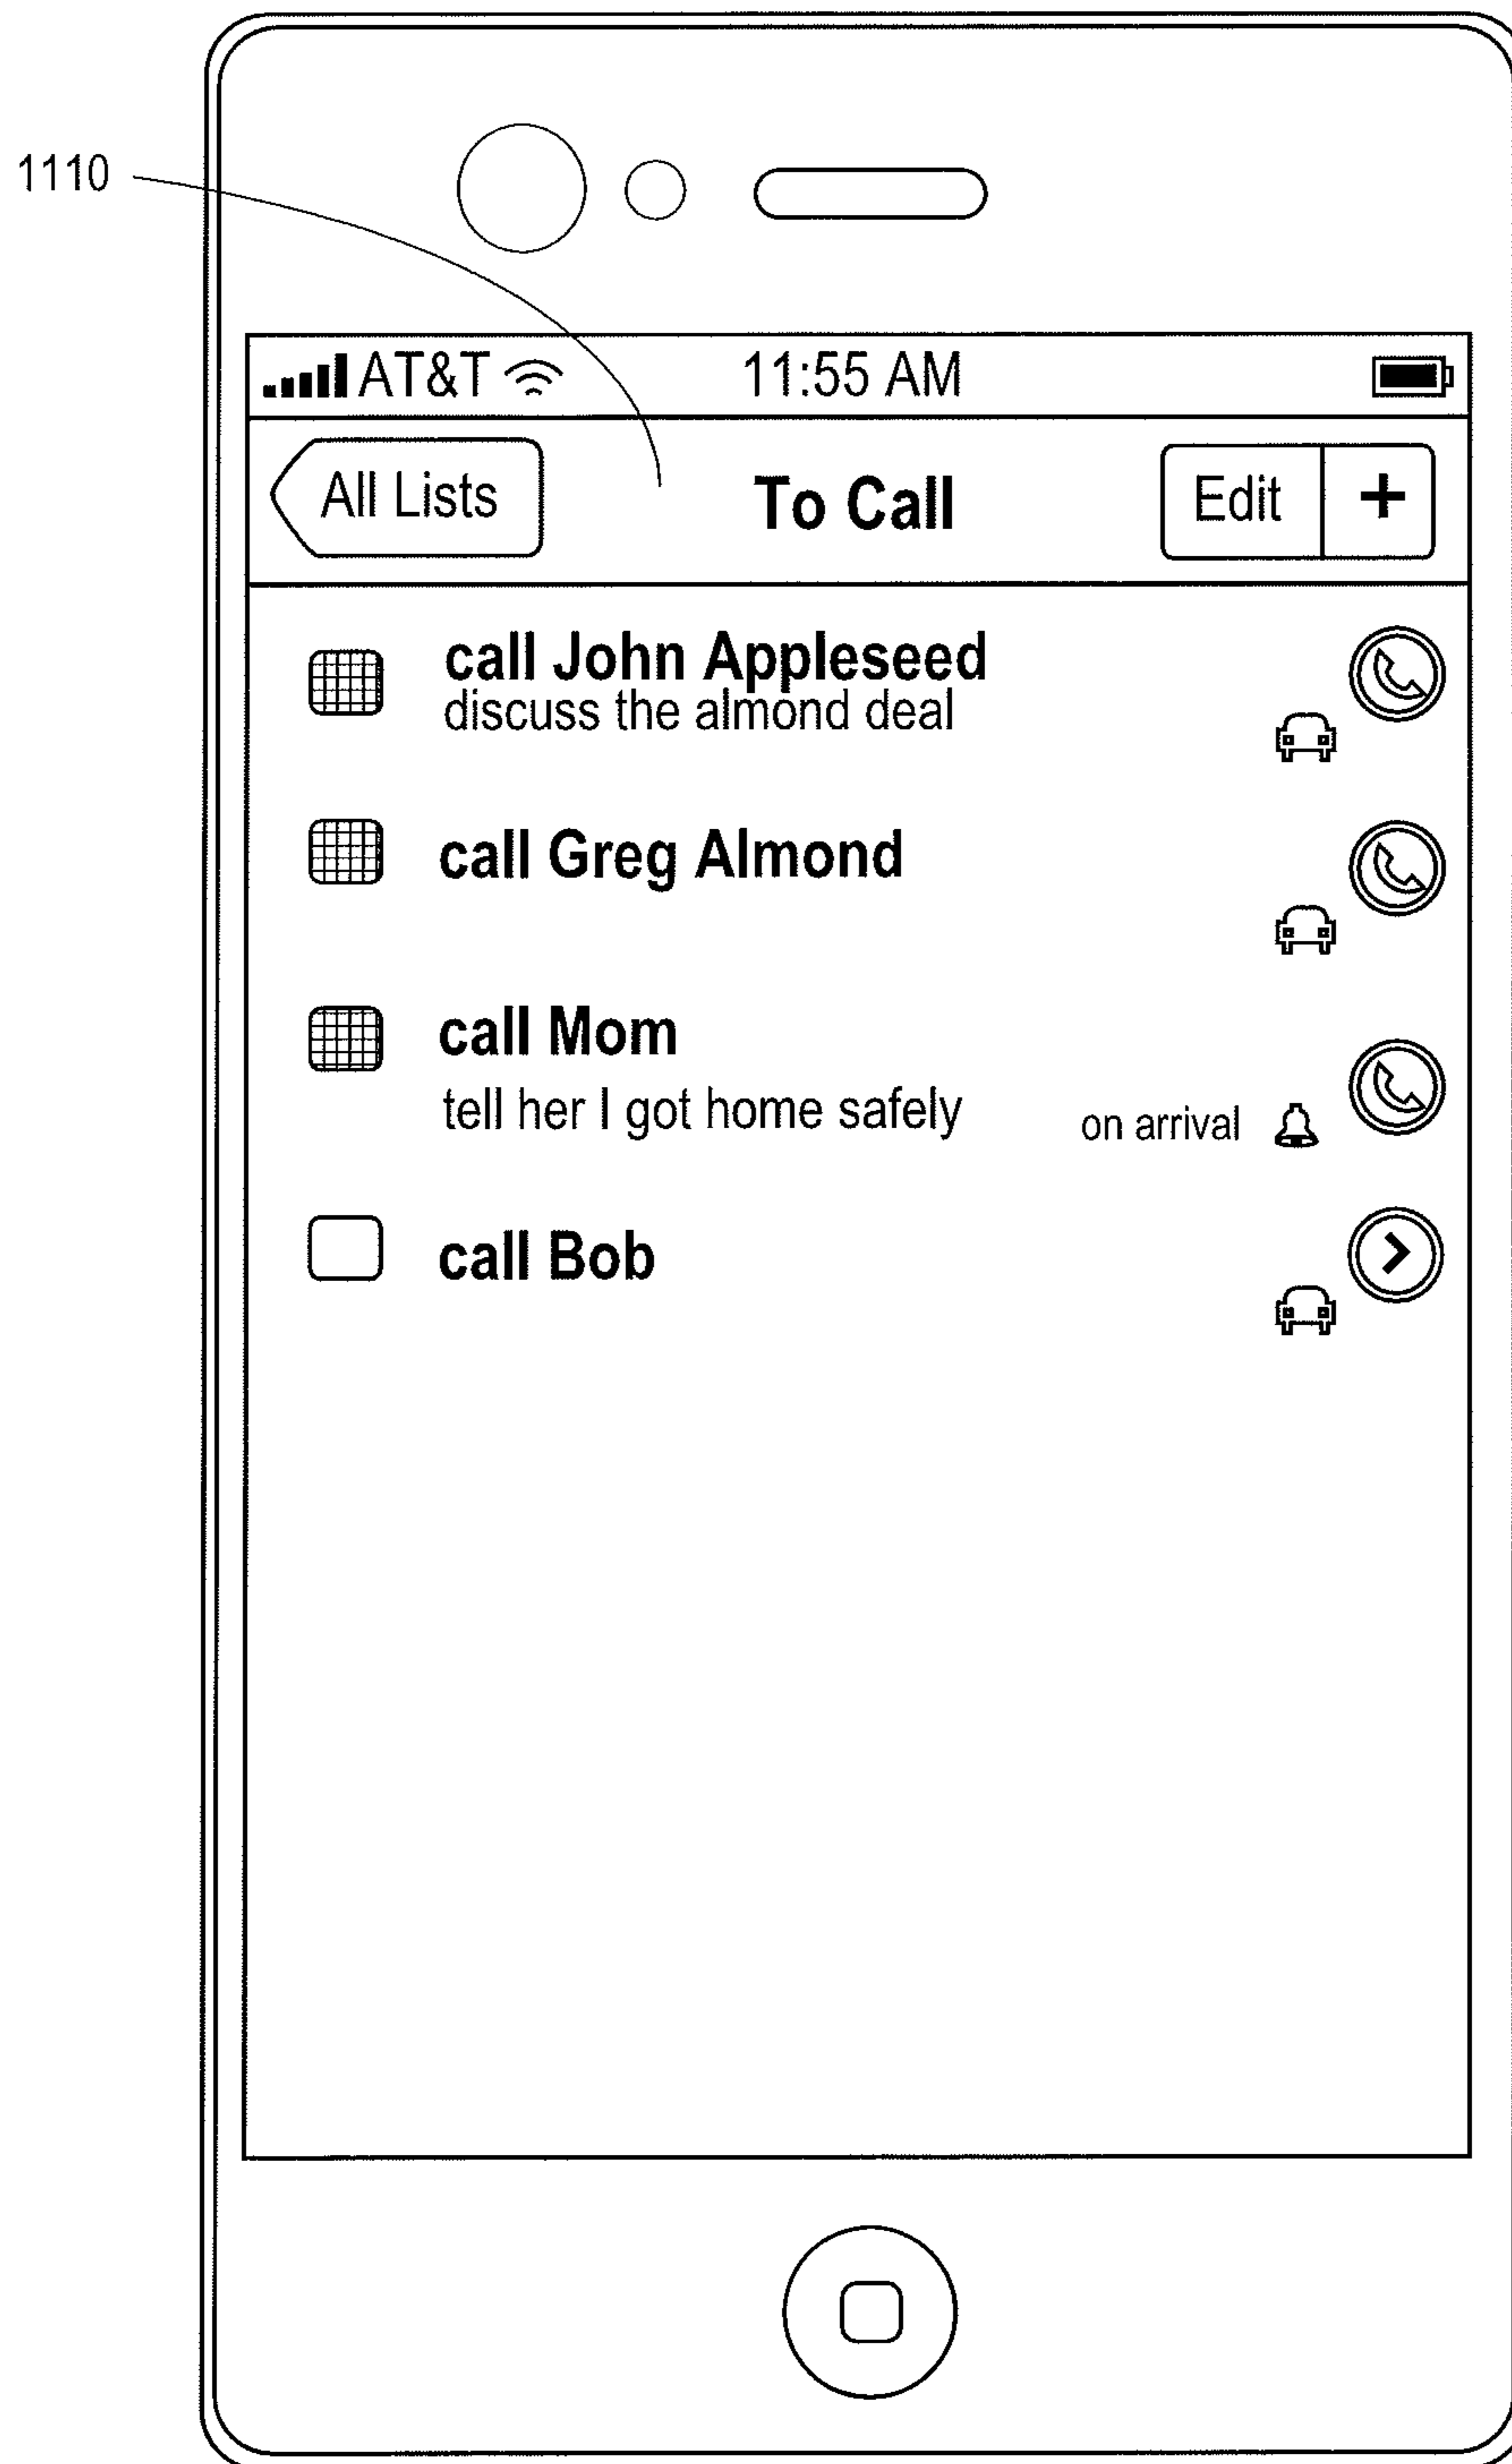 1110
AT&T 11:55 AM
All Lists To Call Edit +
call John Appleseed
discuss the almond deal
call Greg Almond
call Mom
tell her I got home safely on arrival
call Bob